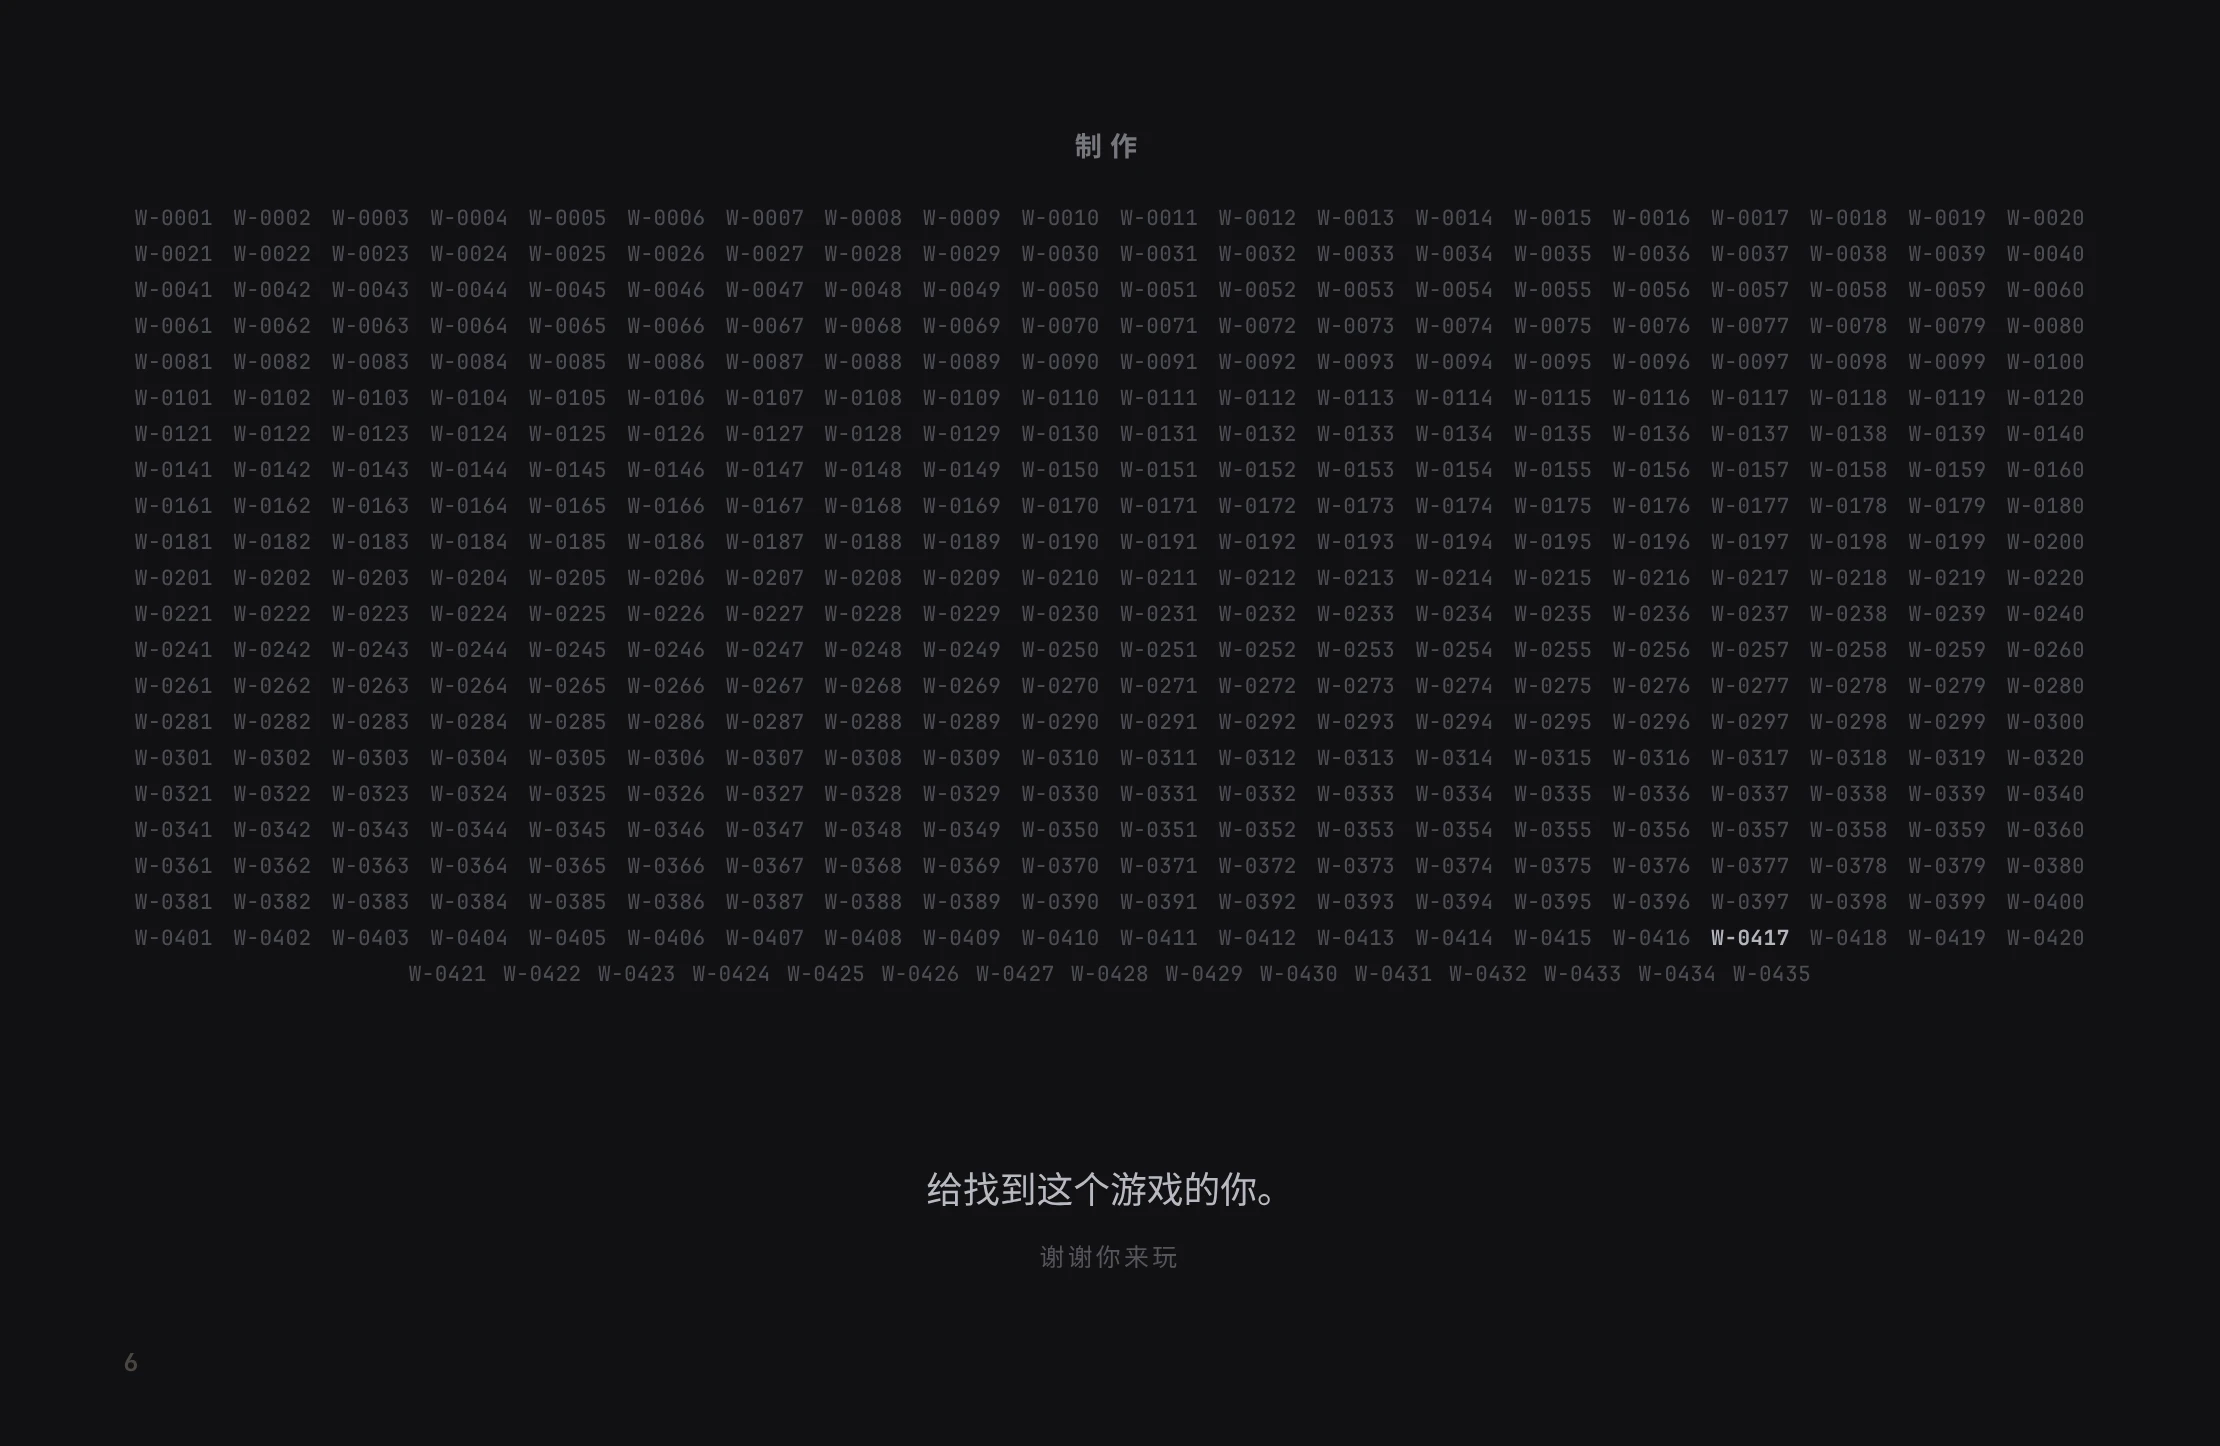 制作
W-0001 W-0002 W-0003 W-0004 W-0005 W-0006 W-0007 W-0008 W-0009 W-0010 W-0011 W-0012 W-0013 W-0014 W-0015 W-0016 W-0017 W-0018 W-0019 W-0020
W-0021 W-0022 W-0023 W-0024 W-0025 W-0026 W-0027 W-0028 W-0029 W-0030 W-0031 W-0032 W-0033 W-0034 W-0035 W-0036 W-0037 W-0038 W-0039 W-0040
W-0041 W-0042 W-0043 W-0044 W-0045 W-0046 W-0047 W-0048 W-0049 W-0050 W-0051 W-0052 W-0053 W-0054 W-0055 W-0056 W-0057 W-0058 W-0059 W-0060
W-0061 W-0062 W-0063 W-0064 W-0065 W-0066 W-0067 W-0068 W-0069 W-0070 W-0071 W-0072 W-0073 W-0074 W-0075 W-0076 W-0077 W-0078 W-0079 W-0080
W-0081 W-0082 W-0083 W-0084 W-0085 W-0086 W-0087 W-0088 W-0089 W-0090 W-0091 W-0092 W-0093 W-0094 W-0095 W-0096 W-0097 W-0098 W-0099 W-0100
W-0101 W-0102 W-0103 W-0104 W-0105 W-0106 W-0107 W-0108 W-0109 W-0110 W-0111 W-0112 W-0113 W-0114 W-0115 W-0116 W-0117 W-0118 W-0119 W-0120
W-0121 W-0122 W-0123 W-0124 W-0125 W-0126 W-0127 W-0128 W-0129 W-0130 W-0131 W-0132 W-0133 W-0134 W-0135 W-0136 W-0137 W-0138 W-0139 W-0140
W-0141 W-0142 W-0143 W-0144 W-0145 W-0146 W-0147 W-0148 W-0149 W-0150 W-0151 W-0152 W-0153 W-0154 W-0155 W-0156 W-0157 W-0158 W-0159 W-0160
W-0161 W-0162 W-0163 W-0164 W-0165 W-0166 W-0167 W-0168 W-0169 W-0170 W-0171 W-0172 W-0173 W-0174 W-0175 W-0176 W-0177 W-0178 W-0179 W-0180
W-0181 W-0182 W-0183 W-0184 W-0185 W-0186 W-0187 W-0188 W-0189 W-0190 W-0191 W-0192 W-0193 W-0194 W-0195 W-0196 W-0197 W-0198 W-0199 W-0200
W-0201 W-0202 W-0203 W-0204 W-0205 W-0206 W-0207 W-0208 W-0209 W-0210 W-0211 W-0212 W-0213 W-0214 W-0215 W-0216 W-0217 W-0218 W-0219 W-0220
W-0221 W-0222 W-0223 W-0224 W-0225 W-0226 W-0227 W-0228 W-0229 W-0230 W-0231 W-0232 W-0233 W-0234 W-0235 W-0236 W-0237 W-0238 W-0239 W-0240
W-0241 W-0242 W-0243 W-0244 W-0245 W-0246 W-0247 W-0248 W-0249 W-0250 W-0251 W-0252 W-0253 W-0254 W-0255 W-0256 W-0257 W-0258 W-0259 W-0260
W-0261 W-0262 W-0263 W-0264 W-0265 W-0266 W-0267 W-0268 W-0269 W-0270 W-0271 W-0272 W-0273 W-0274 W-0275 W-0276 W-0277 W-0278 W-0279 W-0280
W-0281 W-0282 W-0283 W-0284 W-0285 W-0286 W-0287 W-0288 W-0289 W-0290 W-0291 W-0292 W-0293 W-0294 W-0295 W-0296 W-0297 W-0298 W-0299 W-0300
W-0301 W-0302 W-0303 W-0304 W-0305 W-0306 W-0307 W-0308 W-0309 W-0310 W-0311 W-0312 W-0313 W-0314 W-0315 W-0316 W-0317 W-0318 W-0319 W-0320
W-0321 W-0322 W-0323 W-0324 W-0325 W-0326 W-0327 W-0328 W-0329 W-0330 W-0331 W-0332 W-0333 W-0334 W-0335 W-0336 W-0337 W-0338 W-0339 W-0340
W-0341 W-0342 W-0343 W-0344 W-0345 W-0346 W-0347 W-0348 W-0349 W-0350 W-0351 W-0352 W-0353 W-0354 W-0355 W-0356 W-0357 W-0358 W-0359 W-0360
W-0361 W-0362 W-0363 W-0364 W-0365 W-0366 W-0367 W-0368 W-0369 W-0370 W-0371 W-0372 W-0373 W-0374 W-0375 W-0376 W-0377 W-0378 W-0379 W-0380
W-0381 W-0382 W-0383 W-0384 W-0385 W-0386 W-0387 W-0388 W-0389 W-0390 W-0391 W-0392 W-0393 W-0394 W-0395 W-0396 W-0397 W-0398 W-0399 W-0400
W-0401 W-0402 W-0403 W-0404 W-0405 W-0406 W-0407 W-0408 W-0409 W-0410 W-0411 W-0412 W-0413 W-0414 W-0415 W-0416 W-0417 W-0418 W-0419 W-0420
W-0421 W-0422 W-0423 W-0424 W-0425 W-0426 W-0427 W-0428 W-0429 W-0430 W-0431 W-0432 W-0433 W-0434 W-0435
给找到这个游戏的你。
谢谢你来玩
6